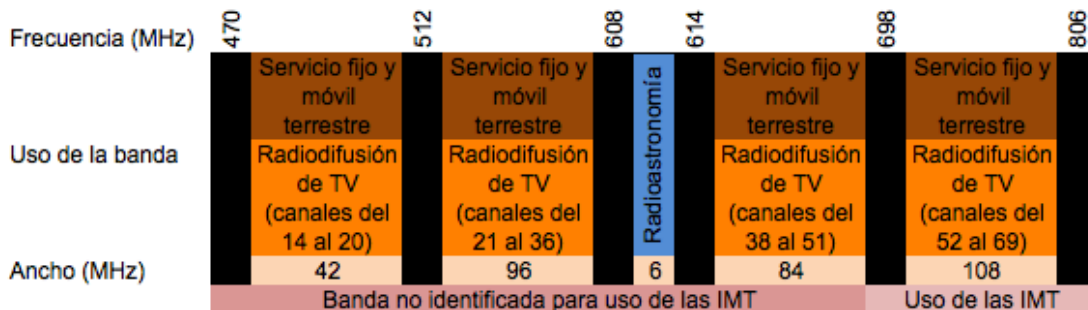 Frecuencia (MHz) 470 512 608 614 698 806
Servicio fijo y Servicio fijo y Servicio fijo y Servicio fijo y
móvil móvil móvil móvil
terrestre terrestre terrestre terrestre
Radioastronomía
Uso de la banda Radiodifusión Radiodifusión Radiodifusión Radiodifusión
de TV de TV de TV de TV
(canales del (canales del (canales del (canales del
14 al 20) 21 al 36) 38 al 51) 52 al 69)
Ancho (MHz) 42 96 6 84 108
Banda no identificada para uso de las IMT Uso de las IMT